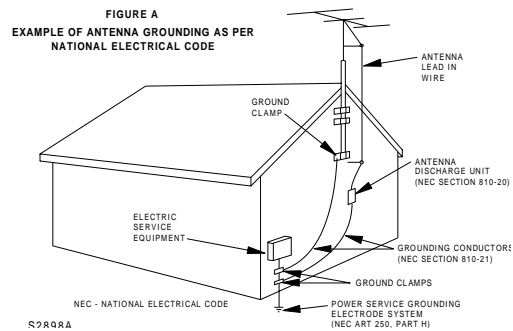 FIGURE A
EXAMPLE OF ANTENNA GROUNDING AS PER
NATIONAL ELECTRICAL CODE
ANTENNA
LEAD IN
WIRE
GROUND
CLAMP
ANTENNA
DISCHARGE UNIT
(NEC SECTION 810-20)
ELECTRIC
SERVICE
EQUIPMENT
GROUNDING CONDUCTORS
(NEC SECTION 810-21)
GROUND CLAMPS
NEC - NATIONAL ELECTRICAL CODE
POWER SERVICE GROUNDING
ELECTRODE SYSTEM
(NEC ART 250, PART H)
S2898A